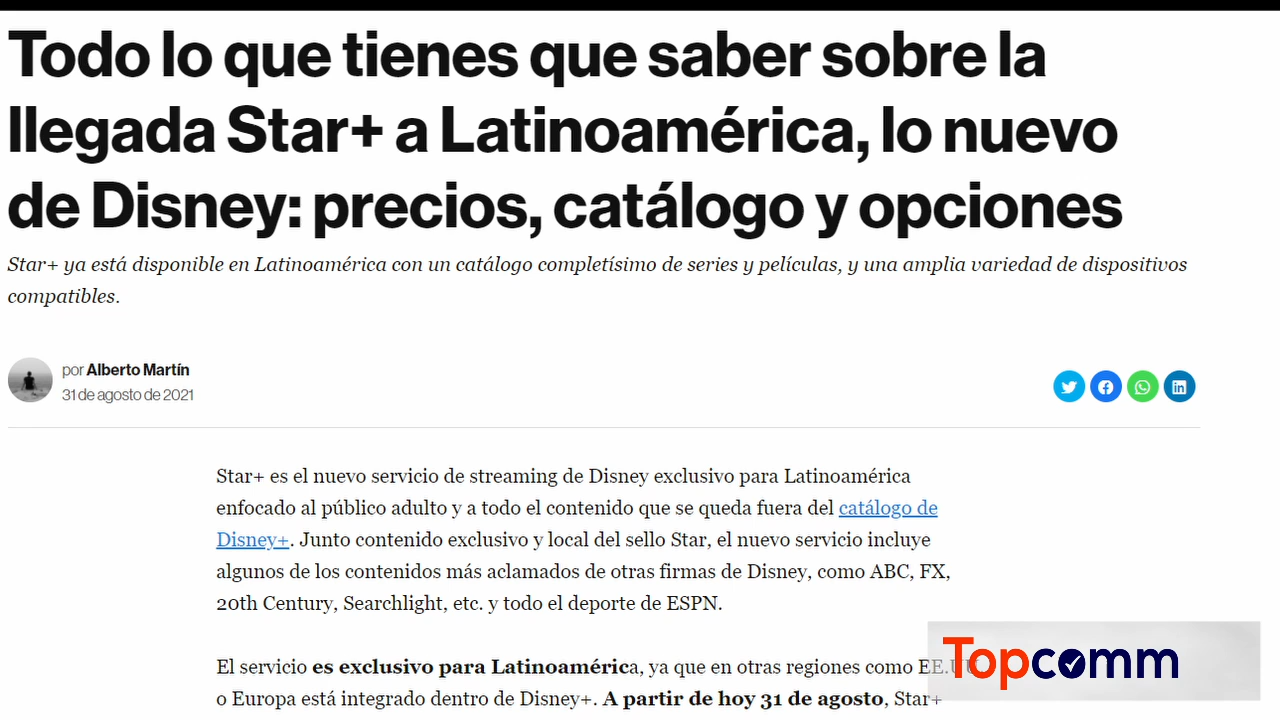 Todo lo que tienes que saber sobre la
llegada Star+ a Latinoamérica, lo nuevo
de Disney: precios, catálogo y opciones
Star+ ya está disponible en Latinoamérica con un catálogo completísimo de series y películas, y una amplia variedad de dispositivos
compatibles.
por Alberto Martín
31 de agosto de 2021
Star+ es el nuevo servicio de streaming de Disney exclusivo para Latinoamérica
enfocado al público adulto y a todo el contenido que se queda fuera del catálogo de
Disney+. Junto contenido exclusivo y local del sello Star, el nuevo servicio incluye
algunos de los contenidos más aclamados de otras firmas de Disney, como ABC, FX,
20th Century, Searchlight, etc. y todo el deporte de ESPN.
El servicio es exclusivo para Latinoamérica, ya que en otras regiones como EE.UU
o Europa está integrado dentro de Disney+. A partir de hoy 31 de agosto, Star+
Topcomm